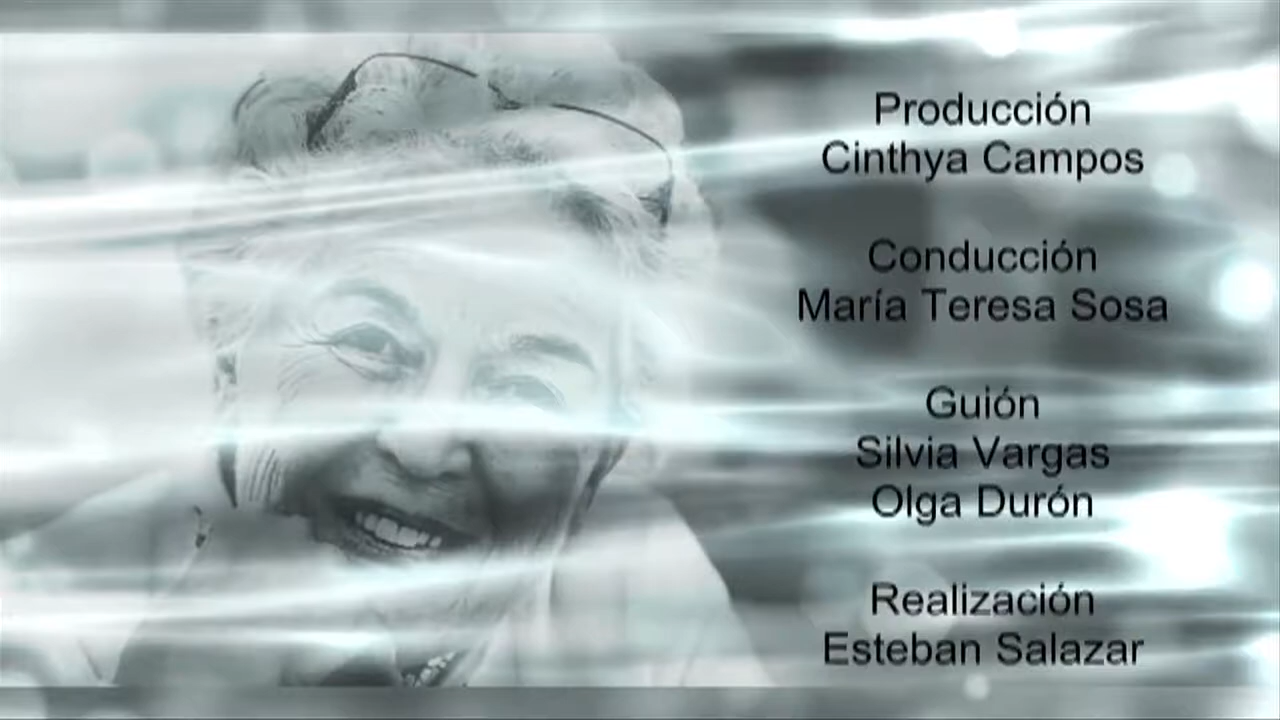 Producción
Cinthya Campos
Conducción
María Teresa Sosa
Guión
Silvia Vargas
Olga Durón
Realización
Esteban Salazar